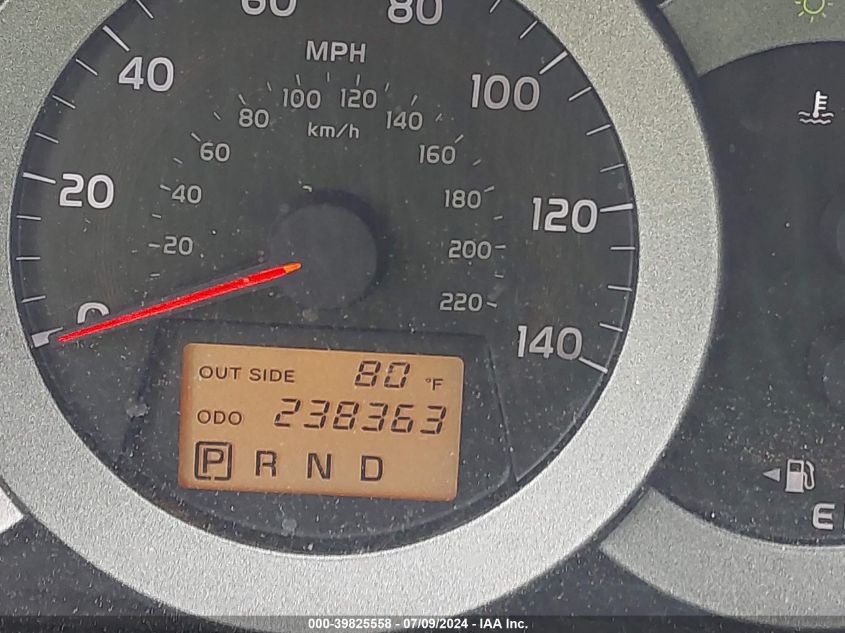 60 80
MPH
40 100
100 120
80 140
km/h
60 160
20 40 180 120
20 200
0 220
140
OUT SIDE 80 °F
ODO 238363
P R N D
E
000-39825558 - 07/09/2024 - IAA Inc.